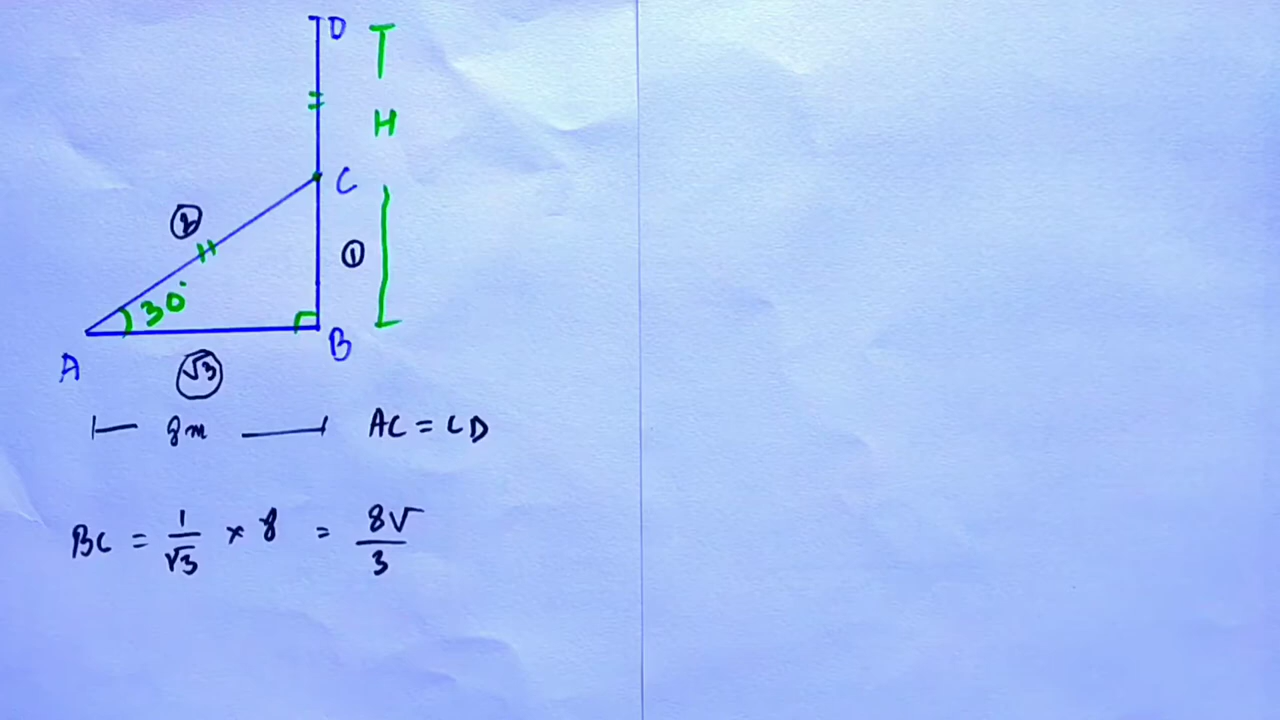 D
H
C
②
①
30°
A
B
√3
8m
AC = CD
BC = 1/√3 × 8 = 8√/3